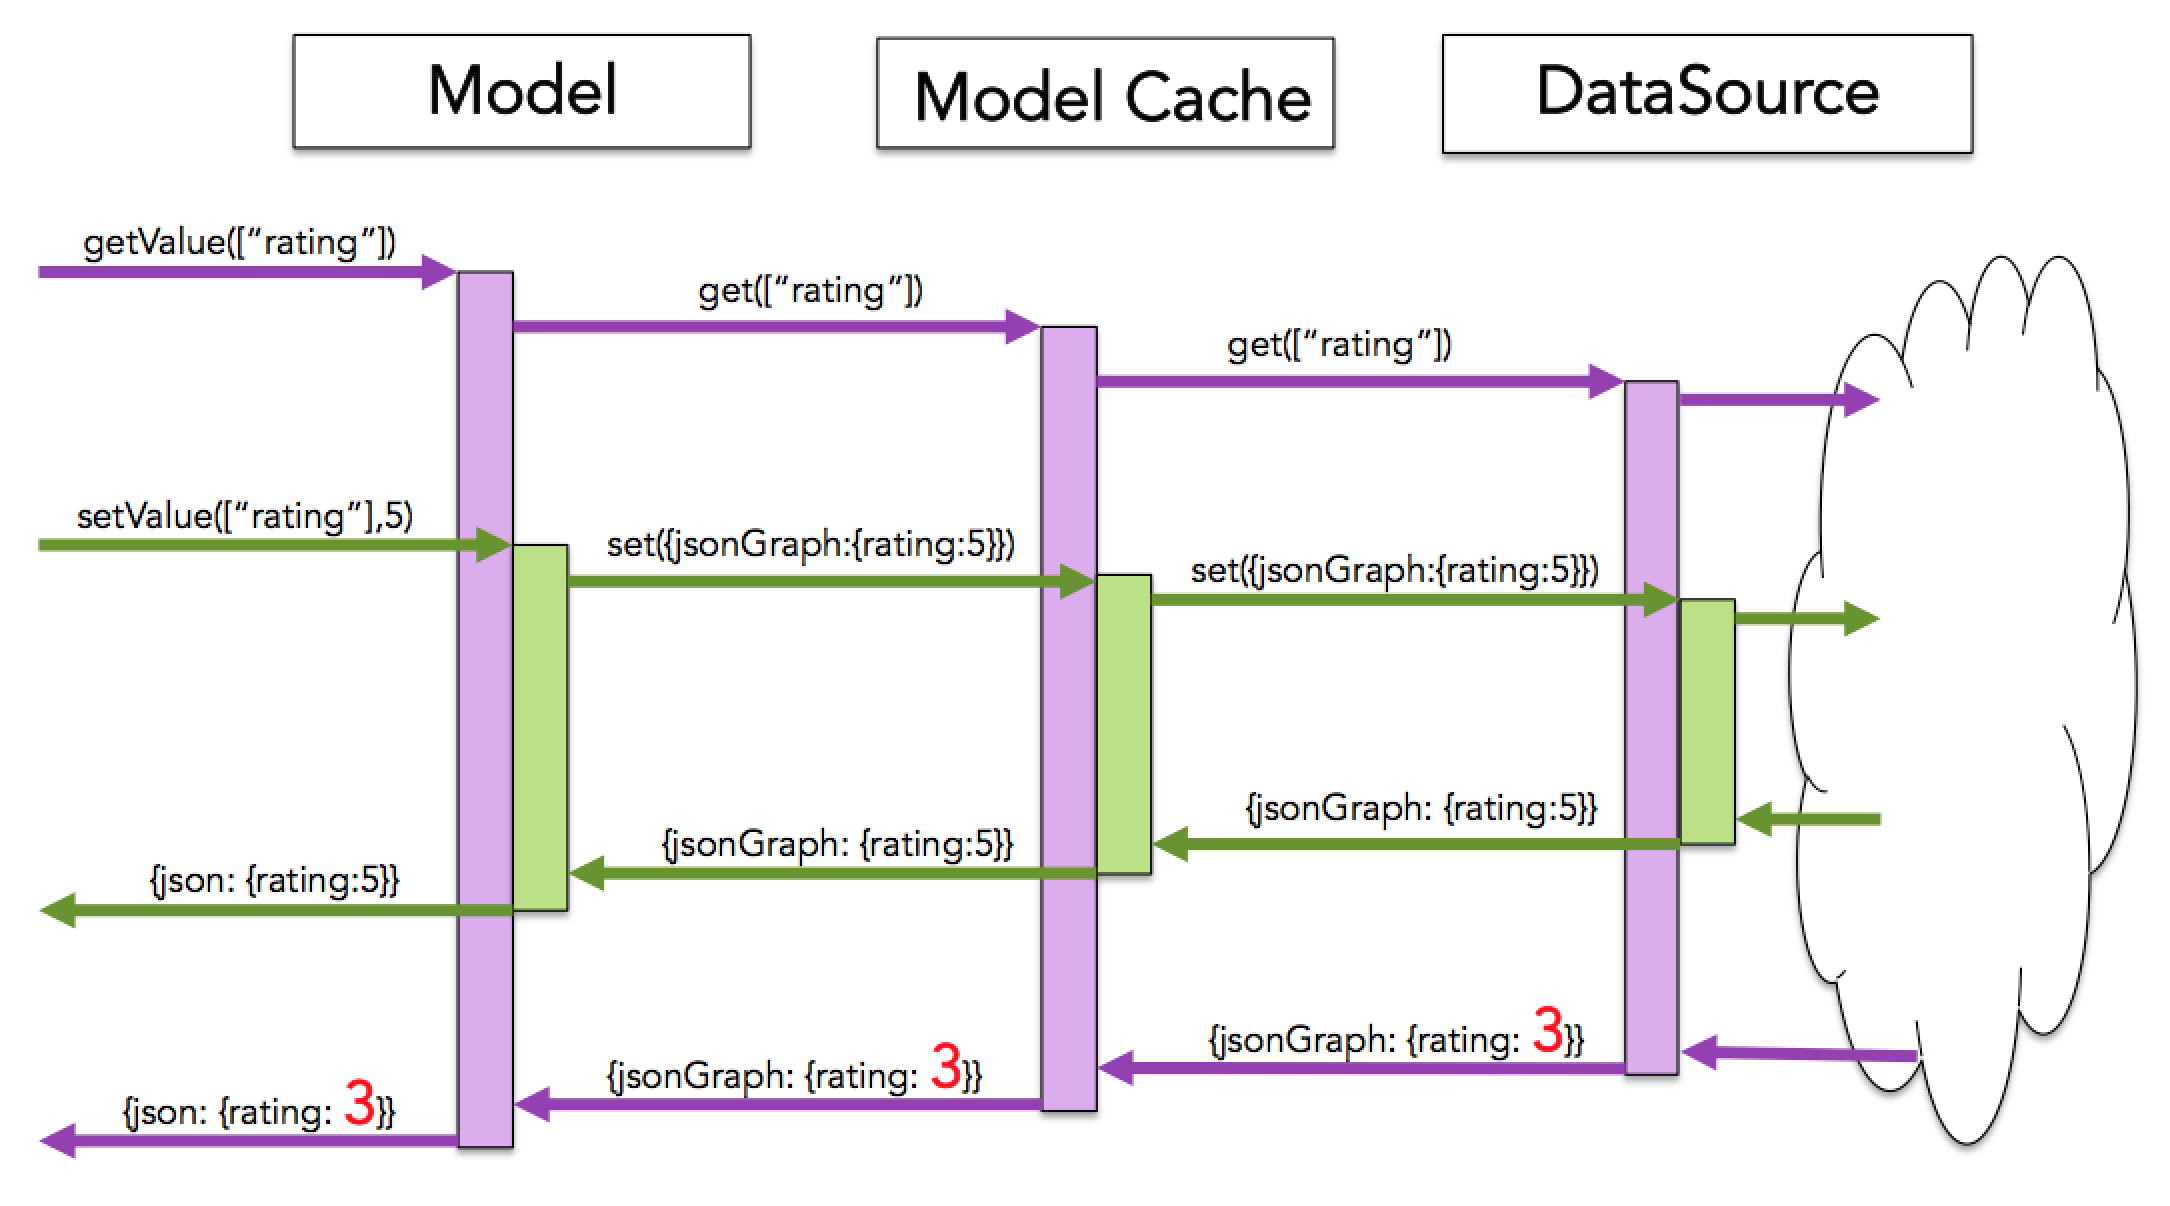 Model
Model Cache
DataSource
getValue([“rating”])
get([“rating”])
get([“rating”])
setValue([“rating”],5)
set({jsonGraph:{rating:5}})
set({jsonGraph:{rating:5}})
{jsonGraph: {rating:5}}
{jsonGraph: {rating:5}}
{json: {rating:5}}
{jsonGraph: {rating: 3}}
{jsonGraph: {rating: 3}}
{json: {rating: 3}}